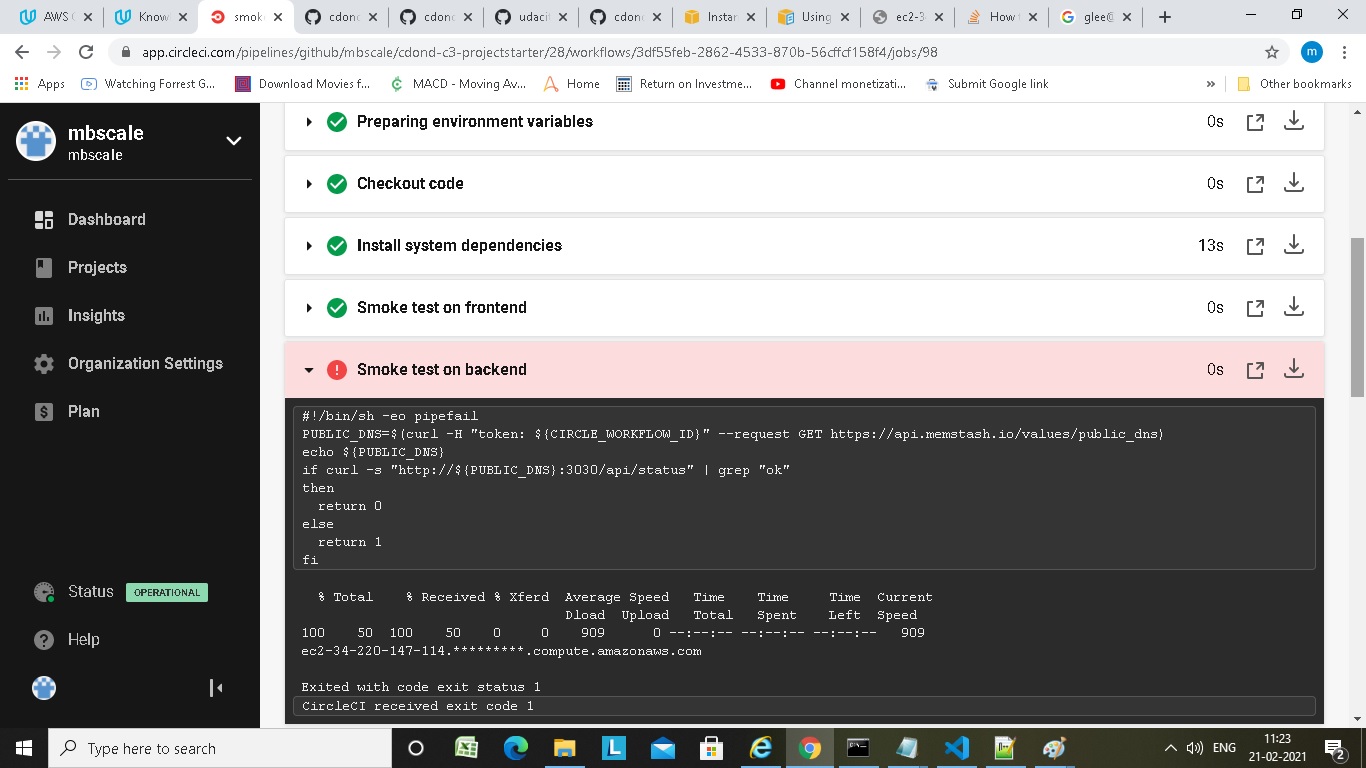 AWS C
Know
smok
cdonc
cdonc
udacit
cdonc
Instar
Using
ec2-3
How
glee@
app.circleci.com/pipelines/github/mbscale/cdond-c3-projectstarter/28/workflows/3df55feb-2862-4533-870b-56cffcf158f4/jobs/98
m
Apps
Watching Forrest G...
Download Movies f...
MACD - Moving Av...
Home
Return on Investme...
Channel monetizati...
Submit Google link
»
Other bookmarks
mbscale
mbscale
Dashboard
Projects
Insights
Organization Settings
Plan
Status OPERATIONAL
Help
Preparing environment variables 0s
Checkout code 0s
Install system dependencies 13s
Smoke test on frontend 0s
Smoke test on backend 0s
#!/bin/sh -eo pipefail
PUBLIC_DNS=$(curl -H "token: ${CIRCLE_WORKFLOW_ID}" --request GET https://api.memstash.io/values/public_dns)
echo ${PUBLIC_DNS}
if curl -s "http://${PUBLIC_DNS}:3030/api/status" | grep "ok"
then
return 0
else
return 1
fi
% Total % Received % Xferd Average Speed Time Time Time Current
Dload Upload Total Spent Left Speed
100 50 100 50 0 0 909 0 --:--:-- --:--:-- --:--:-- 909
ec2-34-220-147-114.*********.compute.amazonaws.com
Exited with code exit status 1
CircleCI received exit code 1
Type here to search
ENG
11:23
21-02-2021
2